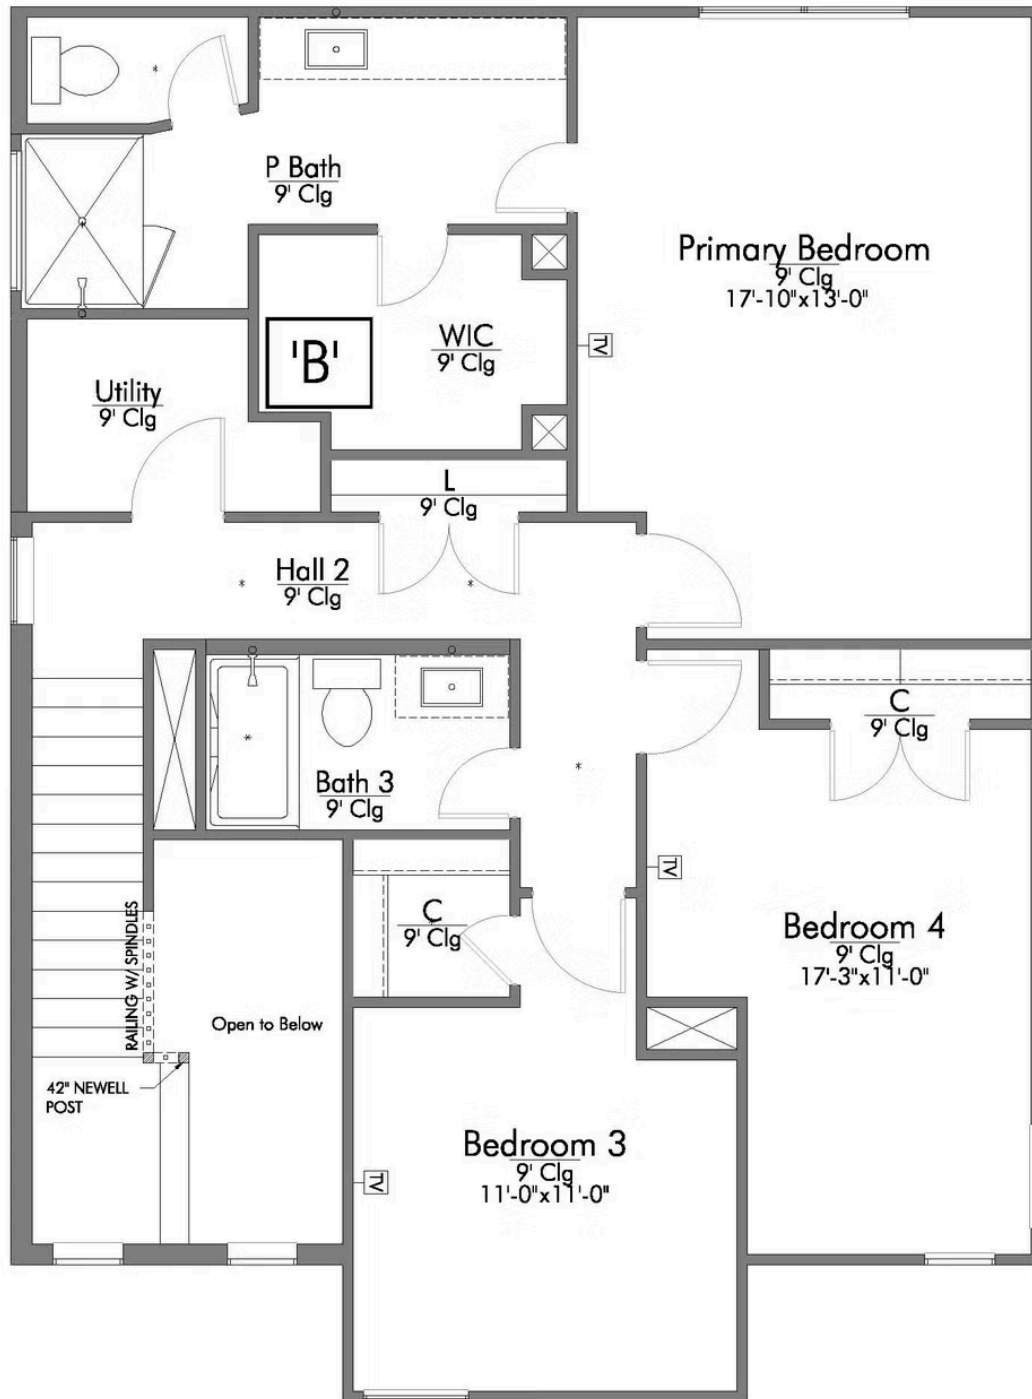 P Bath
9' Clg
Primary Bedroom
9' Clg
17'-10"x13'-0"
TV
'B'
WIC
9' Clg
Utility
9' Clg
L
9' Clg
Hall 2
9' Clg
C
9' Clg
Bath 3
9' Clg
TV
C
9' Clg
Bedroom 4
9' Clg
17'-3"x11'-0"
RAILING W/ SPINDLES
Open to Below
42" NEWELL
POST
Bedroom 3
9' Clg
11'-0"x11'-0"
TV